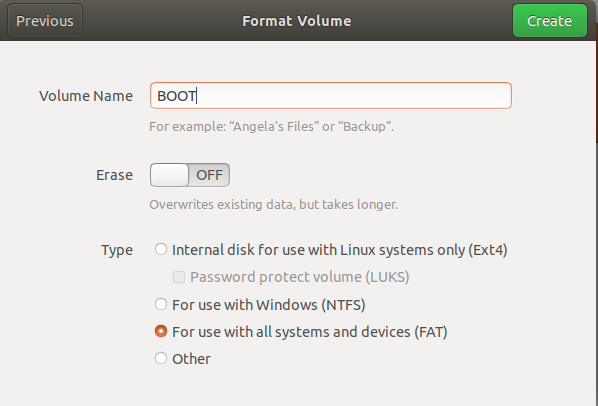 Previous Format Volume Create
Volume Name BOOT
For example: “Angela’s Files” or “Backup”.
Erase OFF
Overwrites existing data, but takes longer.
Type Internal disk for use with Linux systems only (Ext4)
Password protect volume (LUKS)
For use with Windows (NTFS)
For use with all systems and devices (FAT)
Other